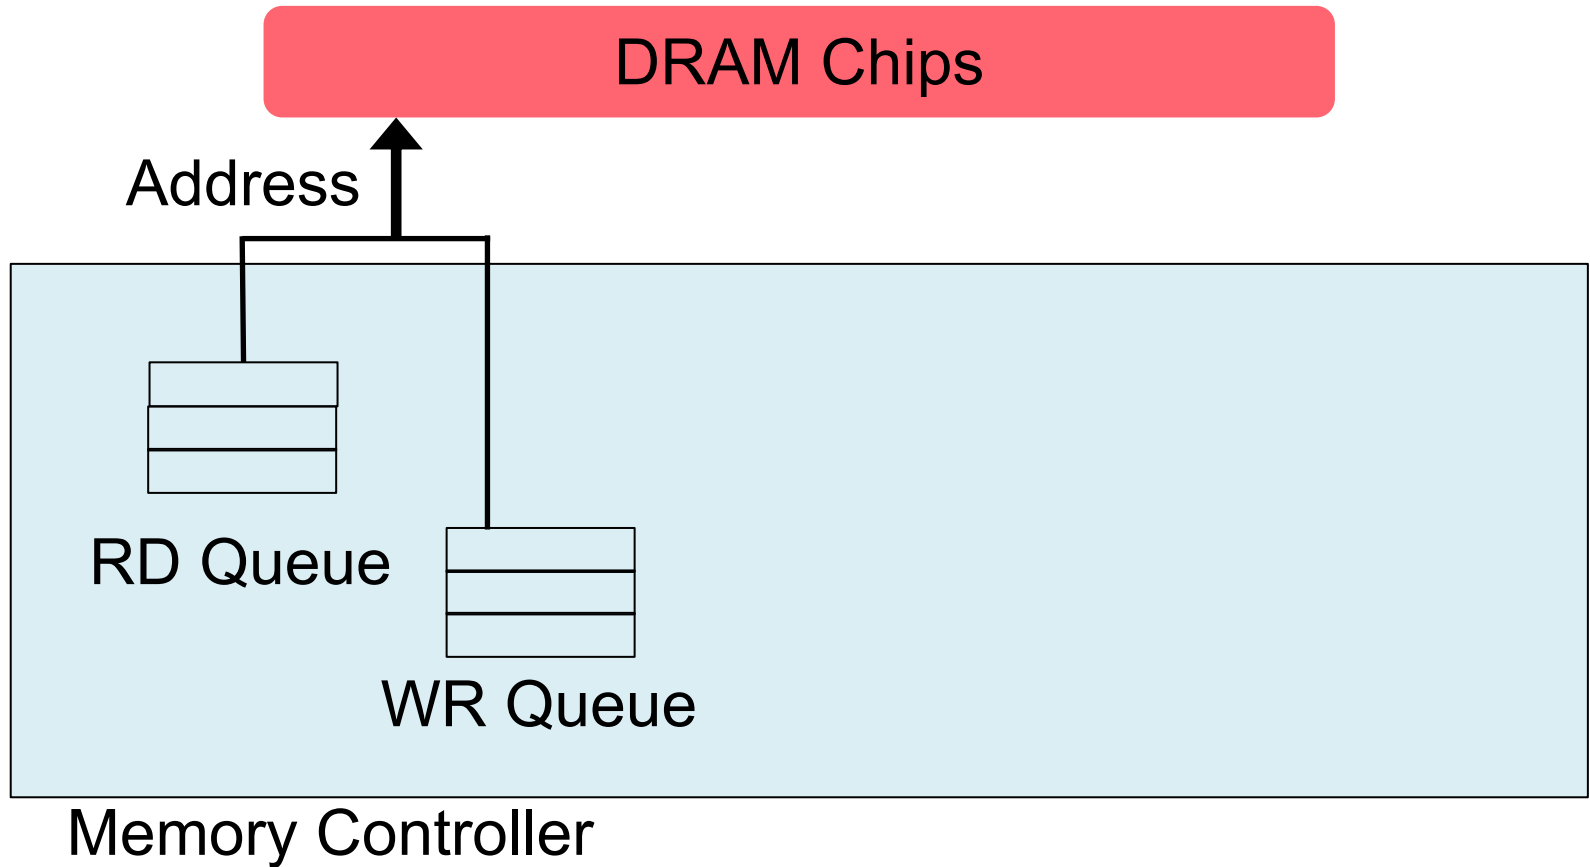 DRAM Chips
Address
RD Queue
WR Queue
Memory Controller